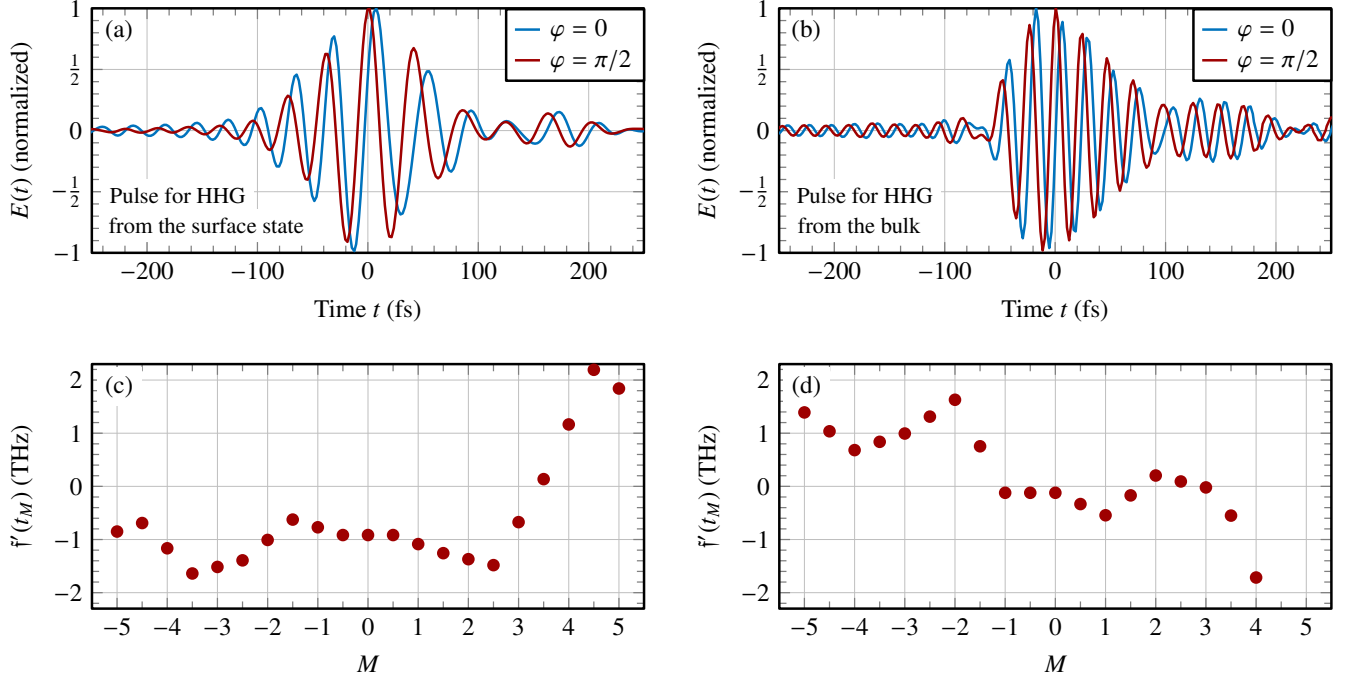 (a)
φ = 0
φ = π/2
Pulse for HHG
from the surface state
E(t) (normalized)
1
1/2
0
−1/2
−1
−200 −100 0 100 200
Time t (fs)
(b)
φ = 0
φ = π/2
Pulse for HHG
from the bulk
E(t) (normalized)
1
1/2
0
−1/2
−1
−200 −100 0 100 200
Time t (fs)
(c)
𝔣′(t_M) (THz)
2
1
0
−1
−2
−5 −4 −3 −2 −1 0 1 2 3 4 5
M
(d)
𝔣′(t_M) (THz)
2
1
0
−1
−2
−5 −4 −3 −2 −1 0 1 2 3 4 5
M